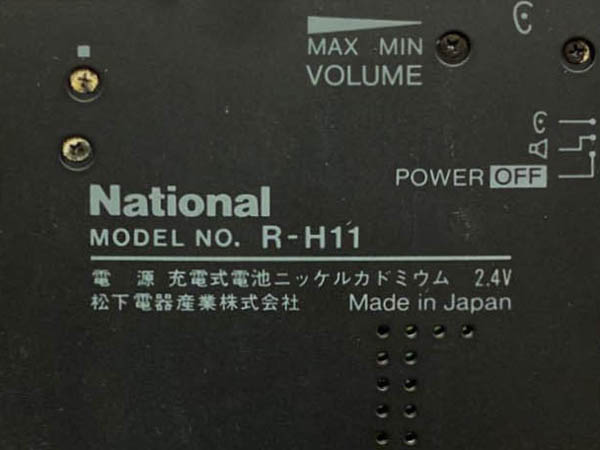 MAX MIN
VOLUME
POWER OFF
National
MODEL NO. R-H11
電 源 充電式電池ニッケルカドミウム 2.4V
松下電器産業株式会社 Made in Japan